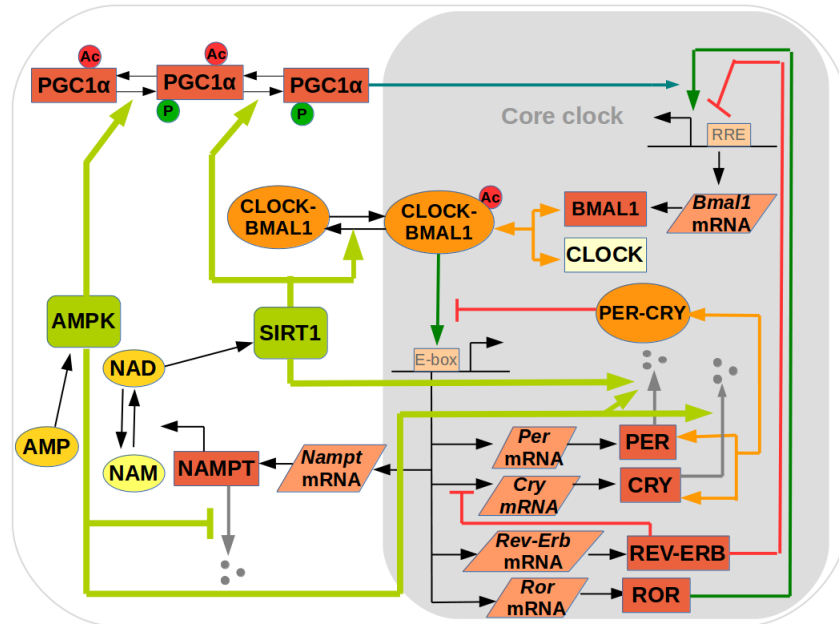 Ac
Ac
PGC1α
PGC1α
PGC1α
P
P
Core clock
RRE
Ac
CLOCK-
BMAL1
CLOCK-
BMAL1
BMAL1
Bmal1
mRNA
CLOCK
AMPK
SIRT1
PER-CRY
E-box
NAD
AMP
NAM
NAMPT
Nampt
mRNA
Per
mRNA
PER
Cry
mRNA
CRY
Rev-Erb
mRNA
REV-ERB
Ror
mRNA
ROR